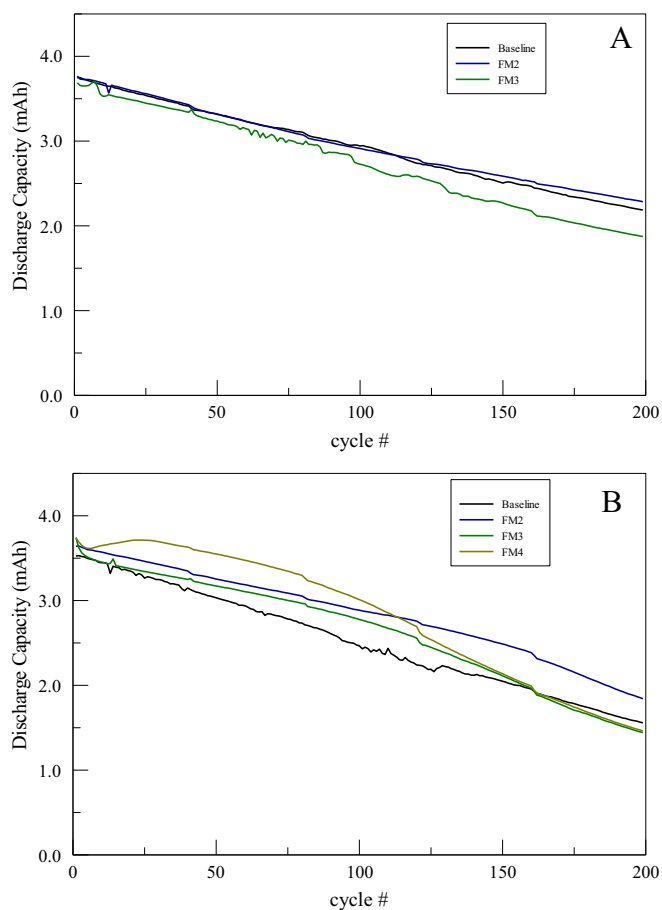 A
Baseline
FM2
FM3
Discharge Capacity (mAh)
4.0
3.0
2.0
1.0
0.0
0 50 100 150 200
cycle #
B
Baseline
FM2
FM3
FM4
Discharge Capacity (mAh)
4.0
3.0
2.0
1.0
0.0
0 50 100 150 200
cycle #